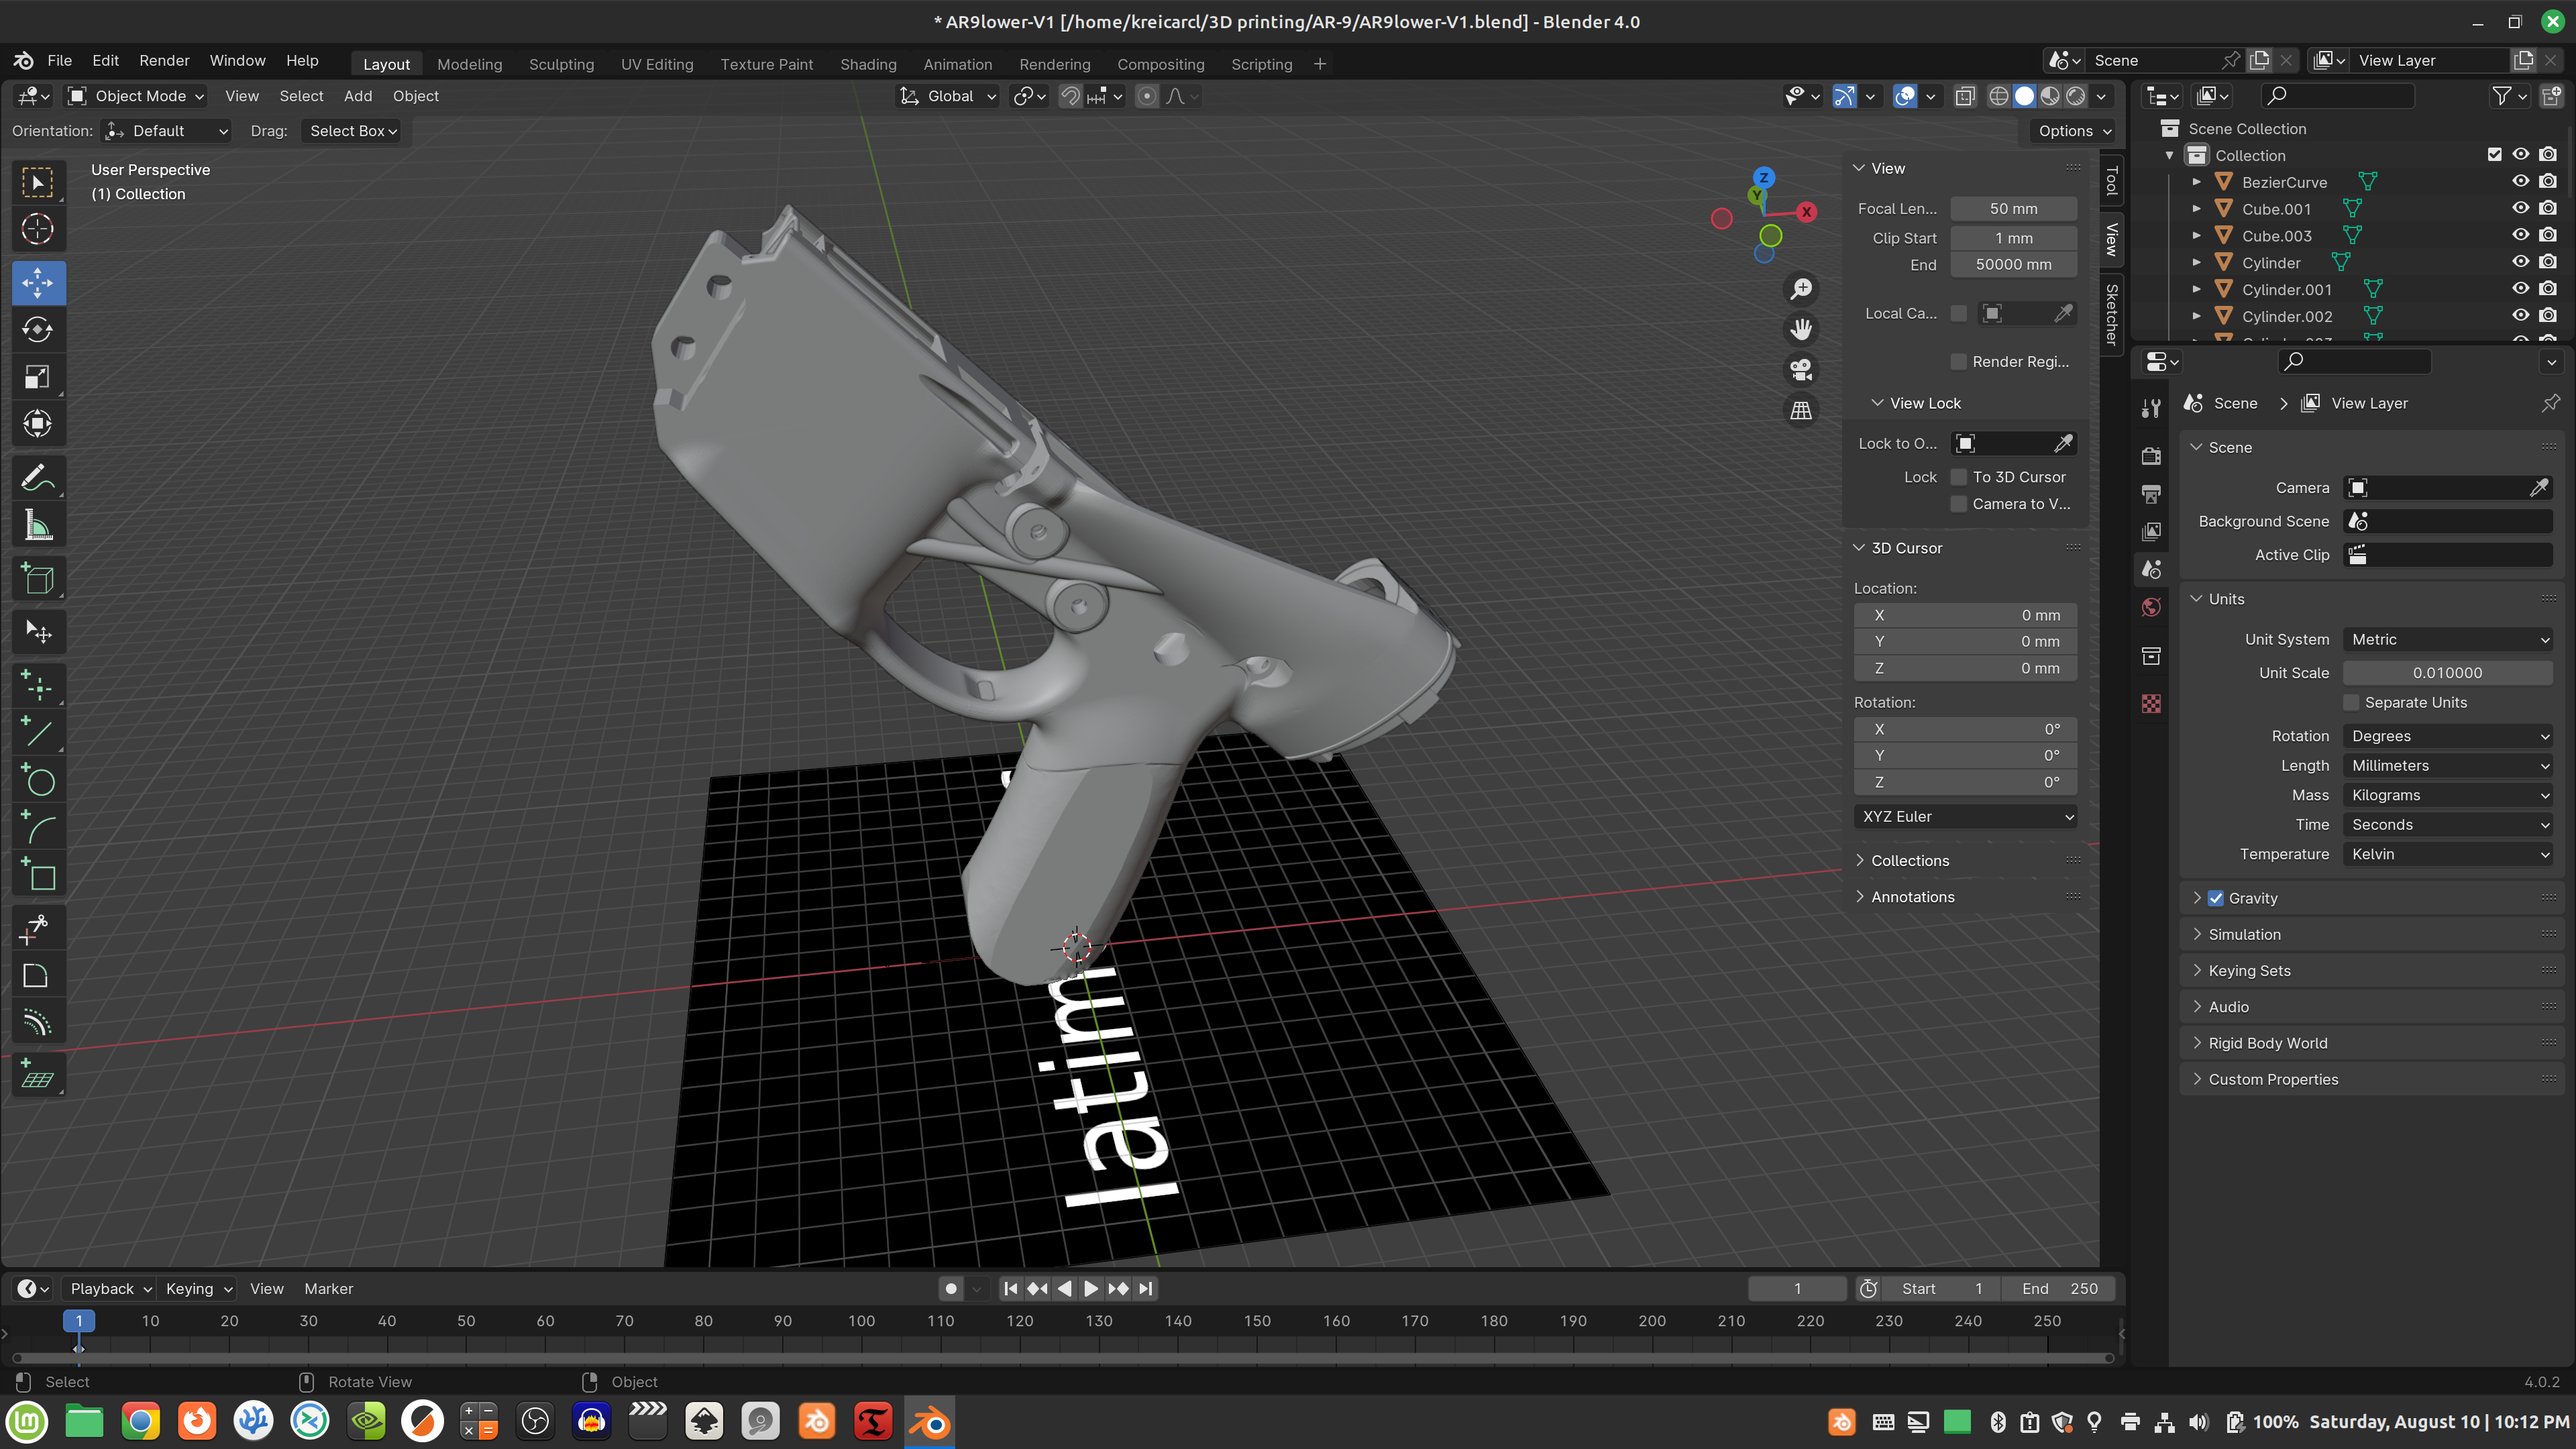 * AR9lower-V1 [/home/kreicarcl/3D printing/AR-9/AR9lower-V1.blend] - Blender 4.0
File Edit Render Window Help Layout Modeling Sculpting UV Editing Texture Paint Shading Animation Rendering Compositing Scripting + Scene View Layer
Object Mode View Select Add Object Global
Orientation: Default Drag: Select Box Options
User Perspective
(1) Collection
Z
Y
X
View
Focal Len... 50 mm
Clip Start 1 mm
End 50000 mm
Local Ca...
Render Regi...
View Lock
Lock to O...
Lock To 3D Cursor
Camera to V...
3D Cursor
Location:
X 0 mm
Y 0 mm
Z 0 mm
Rotation:
X 0°
Y 0°
Z 0°
XYZ Euler
Collections
Annotations
Tool
View
Sketcher
Scene Collection
Collection
BezierCurve
Cube.001
Cube.003
Cylinder
Cylinder.001
Cylinder.002
Scene > View Layer
Scene
Camera
Background Scene
Active Clip
Units
Unit System Metric
Unit Scale 0.010000
Separate Units
Rotation Degrees
Length Millimeters
Mass Kilograms
Time Seconds
Temperature Kelvin
Gravity
Simulation
Keying Sets
Audio
Rigid Body World
Custom Properties
Playback Keying View Marker 1 Start 1 End 250
1 10 20 30 40 50 60 70 80 90 100 110 120 130 140 150 160 170 180 190 200 210 220 230 240 250
Select Rotate View Object 4.0.2
100% Saturday, August 10 | 10:12 PM